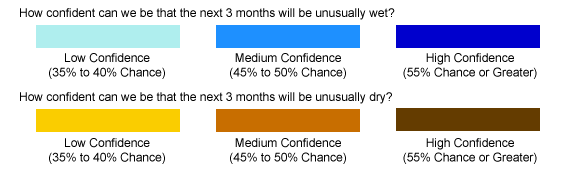 How confident can we be that the next 3 months will be unusually wet?
Low Confidence Medium Confidence High Confidence
(35% to 40% Chance) (45% to 50% Chance) (55% Chance or Greater)
How confident can we be that the next 3 months will be unusually dry?
Low Confidence Medium Confidence High Confidence
(35% to 40% Chance) (45% to 50% Chance) (55% Chance or Greater)